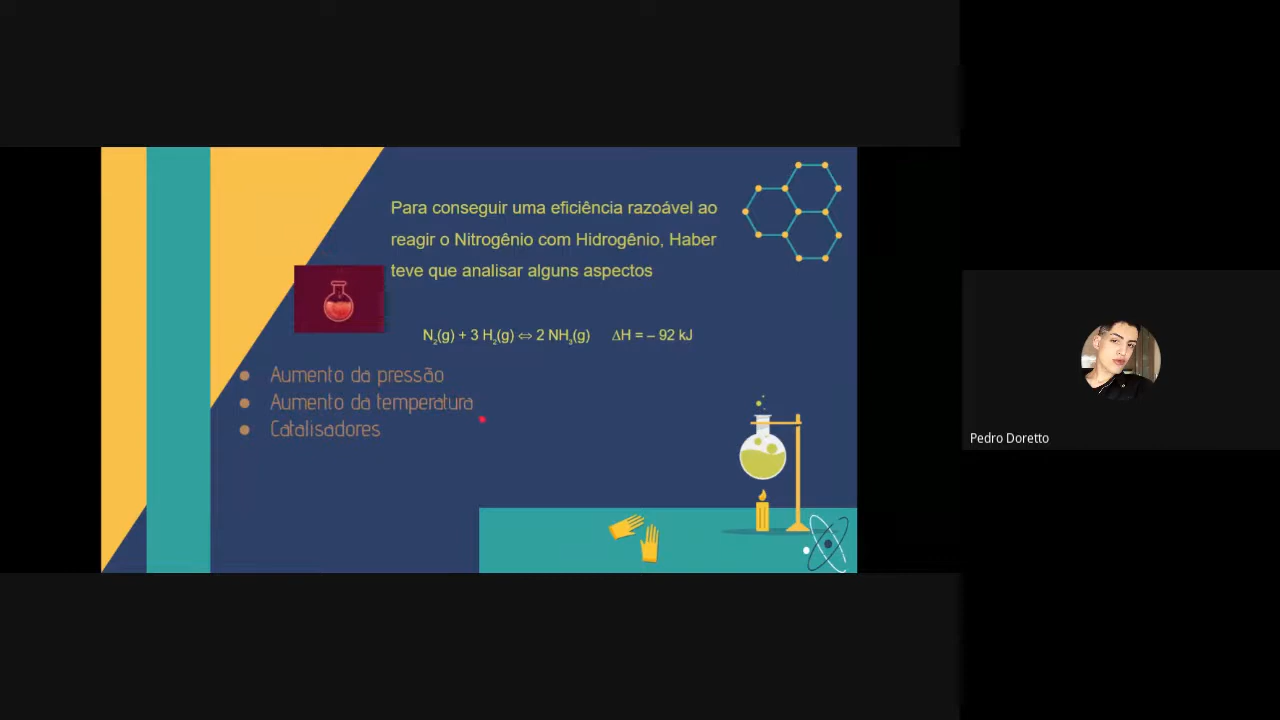 Para conseguir uma eficiência razoável ao
reagir o Nitrogênio com Hidrogênio, Haber
teve que analisar alguns aspectos
N₂(g) + 3 H₂(g) ⇔ 2 NH₃(g) ΔH = – 92 kJ
● Aumento da pressão
● Aumento da temperatura
● Catalisadores
Pedro Doretto